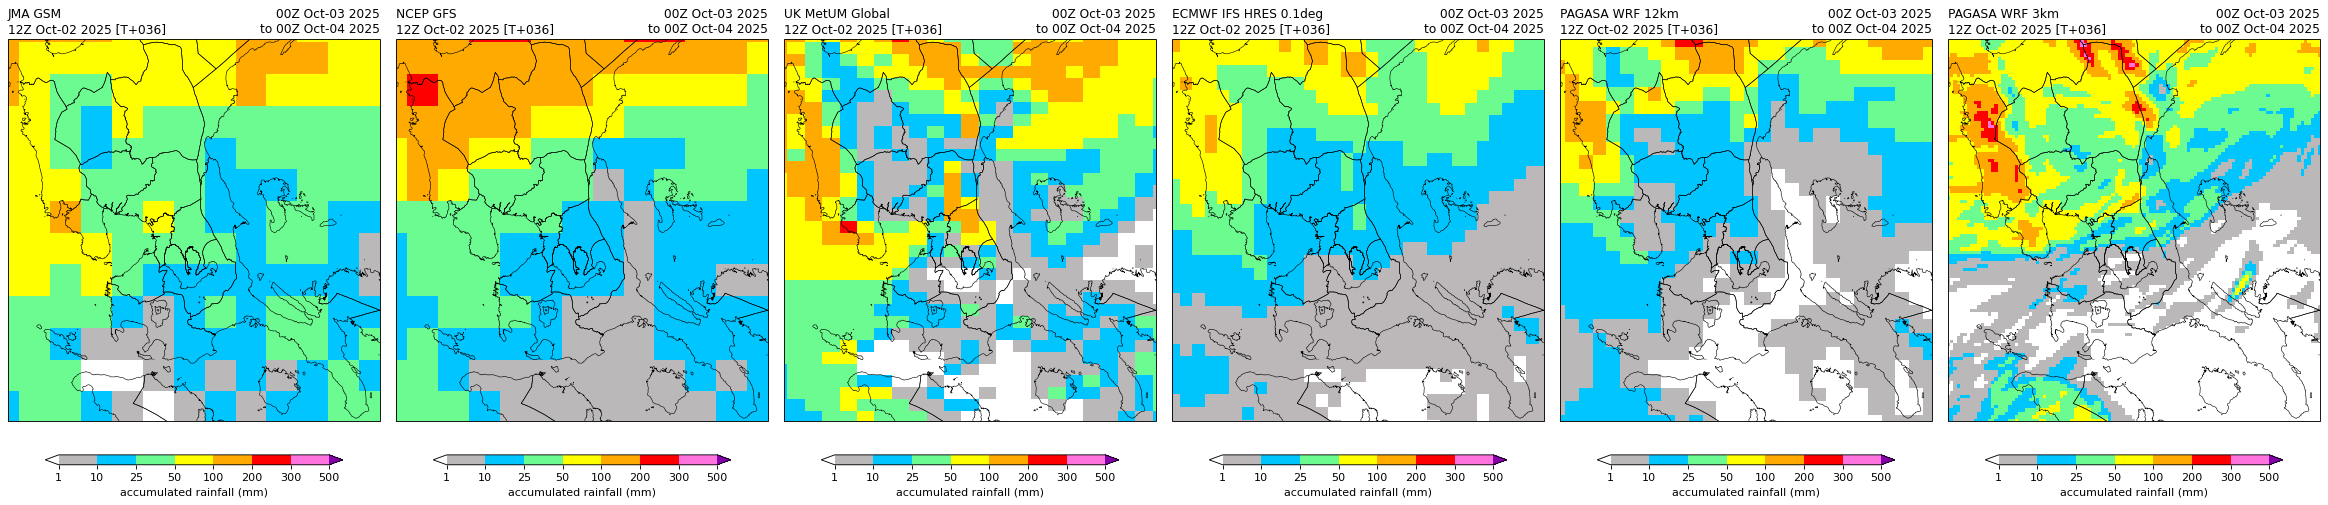 JMA GSM 00Z Oct-03 2025
12Z Oct-02 2025 [T+036] to 00Z Oct-04 2025
1 10 25 50 100 200 300 500
accumulated rainfall (mm)
NCEP GFS 00Z Oct-03 2025
12Z Oct-02 2025 [T+036] to 00Z Oct-04 2025
1 10 25 50 100 200 300 500
accumulated rainfall (mm)
UK MetUM Global 00Z Oct-03 2025
12Z Oct-02 2025 [T+036] to 00Z Oct-04 2025
1 10 25 50 100 200 300 500
accumulated rainfall (mm)
ECMWF IFS HRES 0.1deg 00Z Oct-03 2025
12Z Oct-02 2025 [T+036] to 00Z Oct-04 2025
1 10 25 50 100 200 300 500
accumulated rainfall (mm)
PAGASA WRF 12km 00Z Oct-03 2025
12Z Oct-02 2025 [T+036] to 00Z Oct-04 2025
1 10 25 50 100 200 300 500
accumulated rainfall (mm)
PAGASA WRF 3km 00Z Oct-03 2025
12Z Oct-02 2025 [T+036] to 00Z Oct-04 2025
1 10 25 50 100 200 300 500
accumulated rainfall (mm)